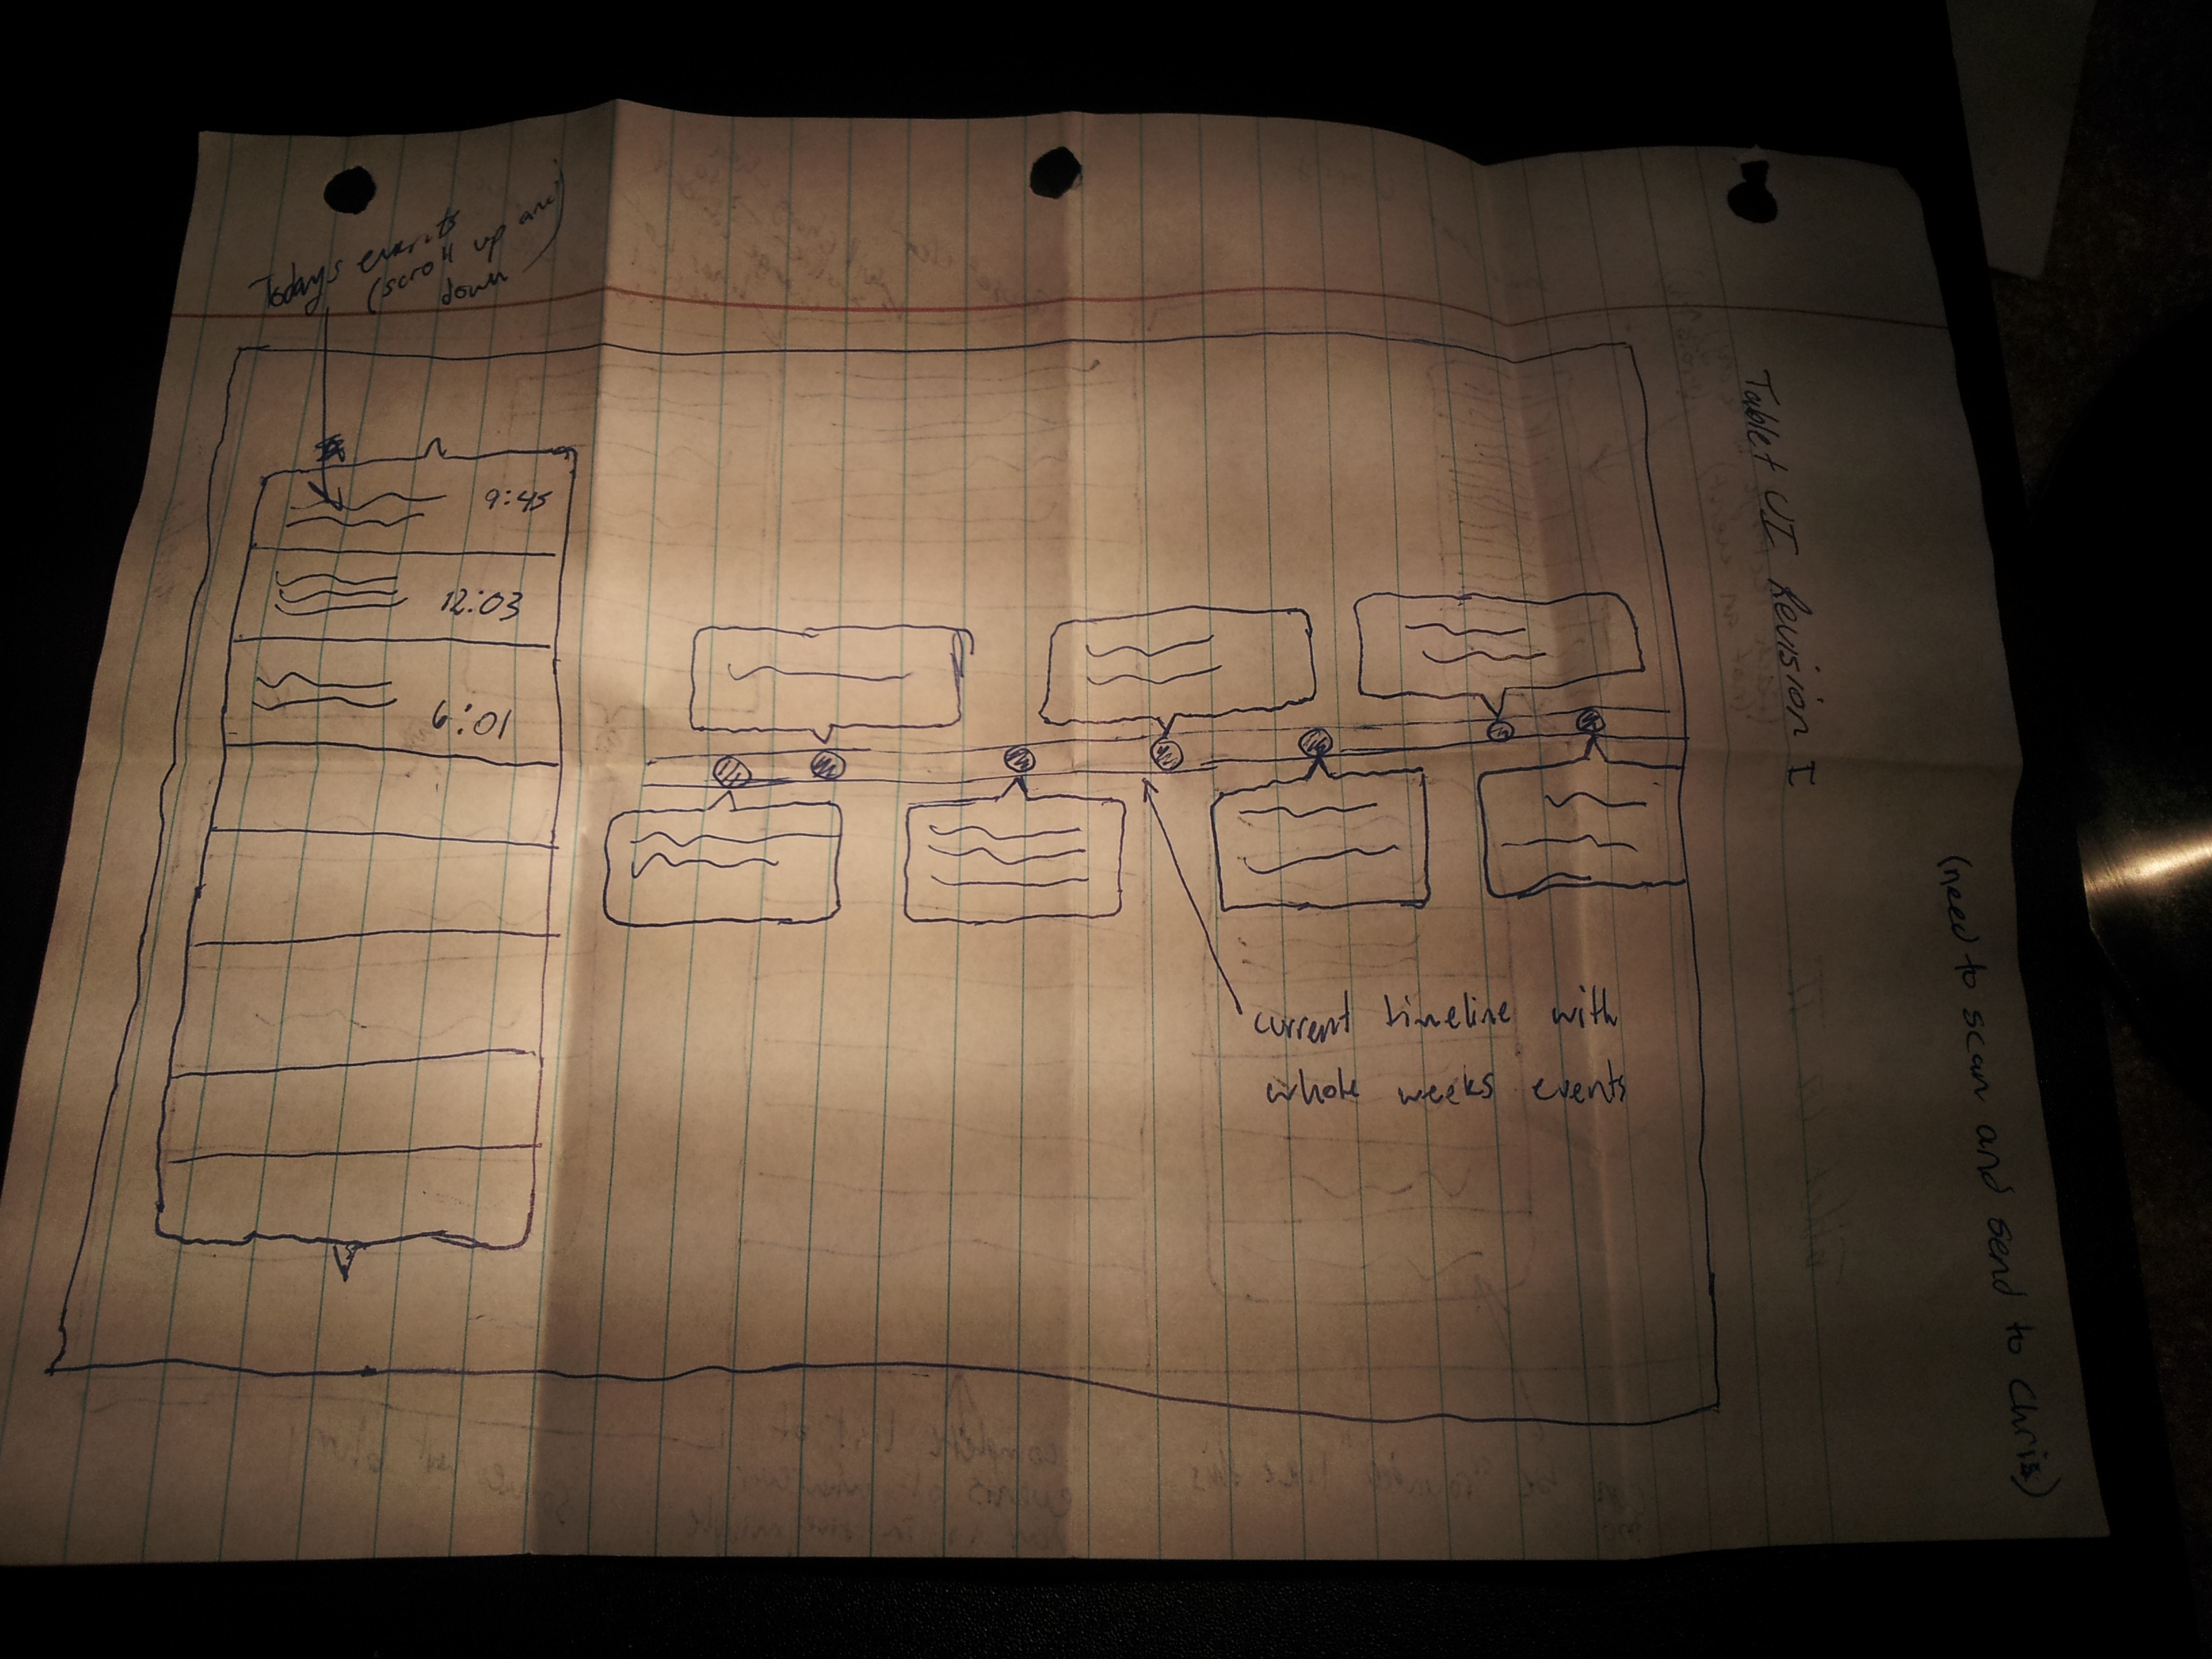 Todays events
(scroll up and
down)
9:45
12:03
6:01
current timeline with
whole weeks events
Tablet UI Revision I
(need to scan and send to Chris)